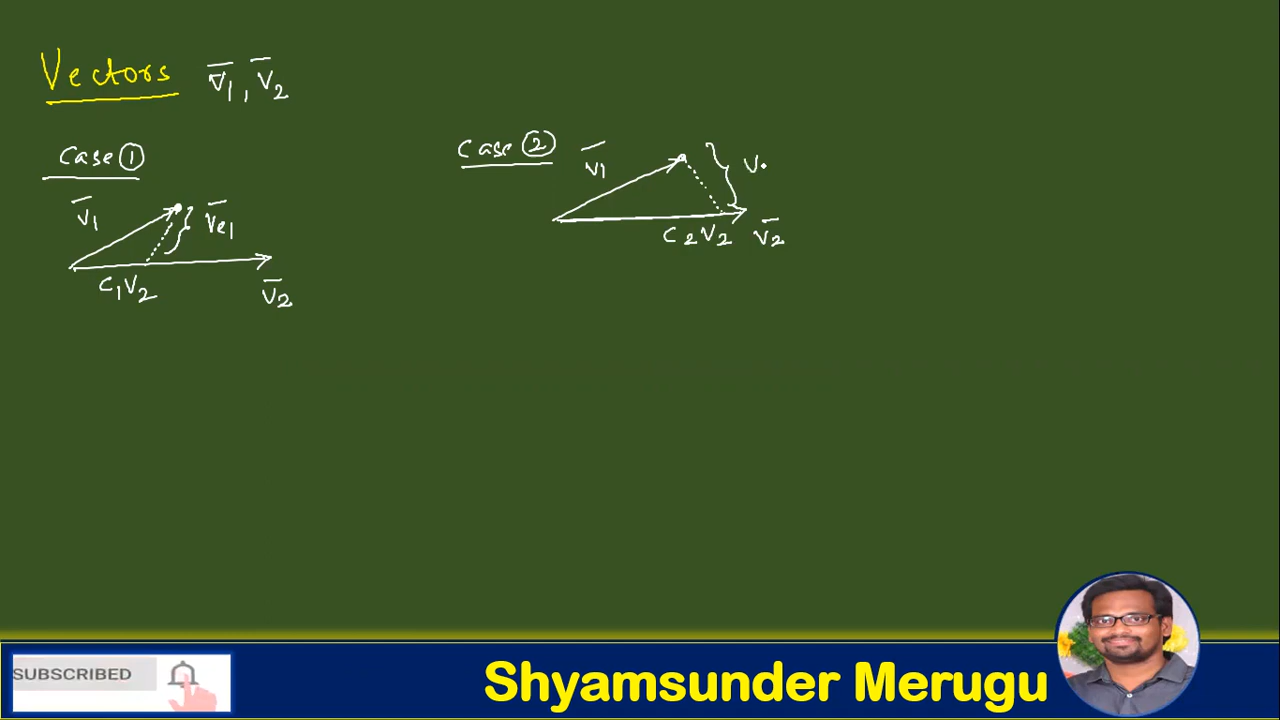 Vectors V̅1, V̅2
Case ①
V̅1
V̅e1
C1V2
V̅2
Case ②
V̅1
V
C2V2
V̅2
SUBSCRIBED
Shyamsunder Merugu